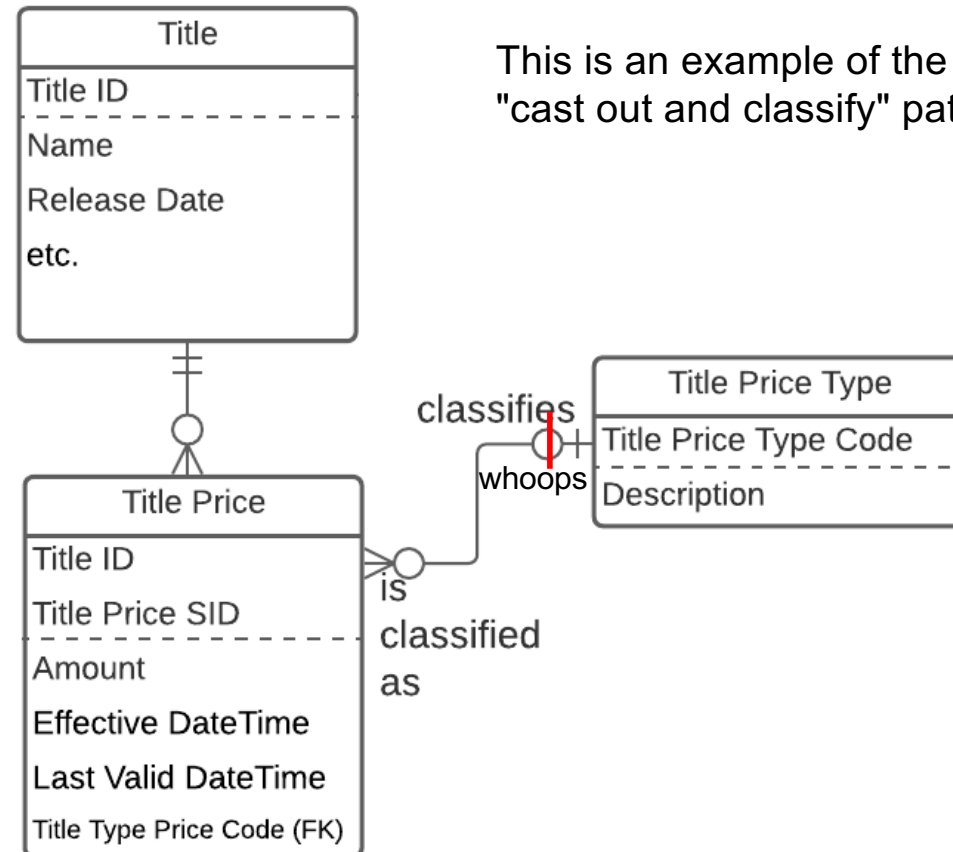 Title
Title ID
Name
Release Date
etc.
This is an example of the
"cast out and classify"
Title Price Type
Title Price Type Code
Description
classifies
whoops
is
classified
as
Title Price
Title ID
Title Price SID
Amount
Effective DateTime
Last Valid DateTime
Title Type Price Code (FK)